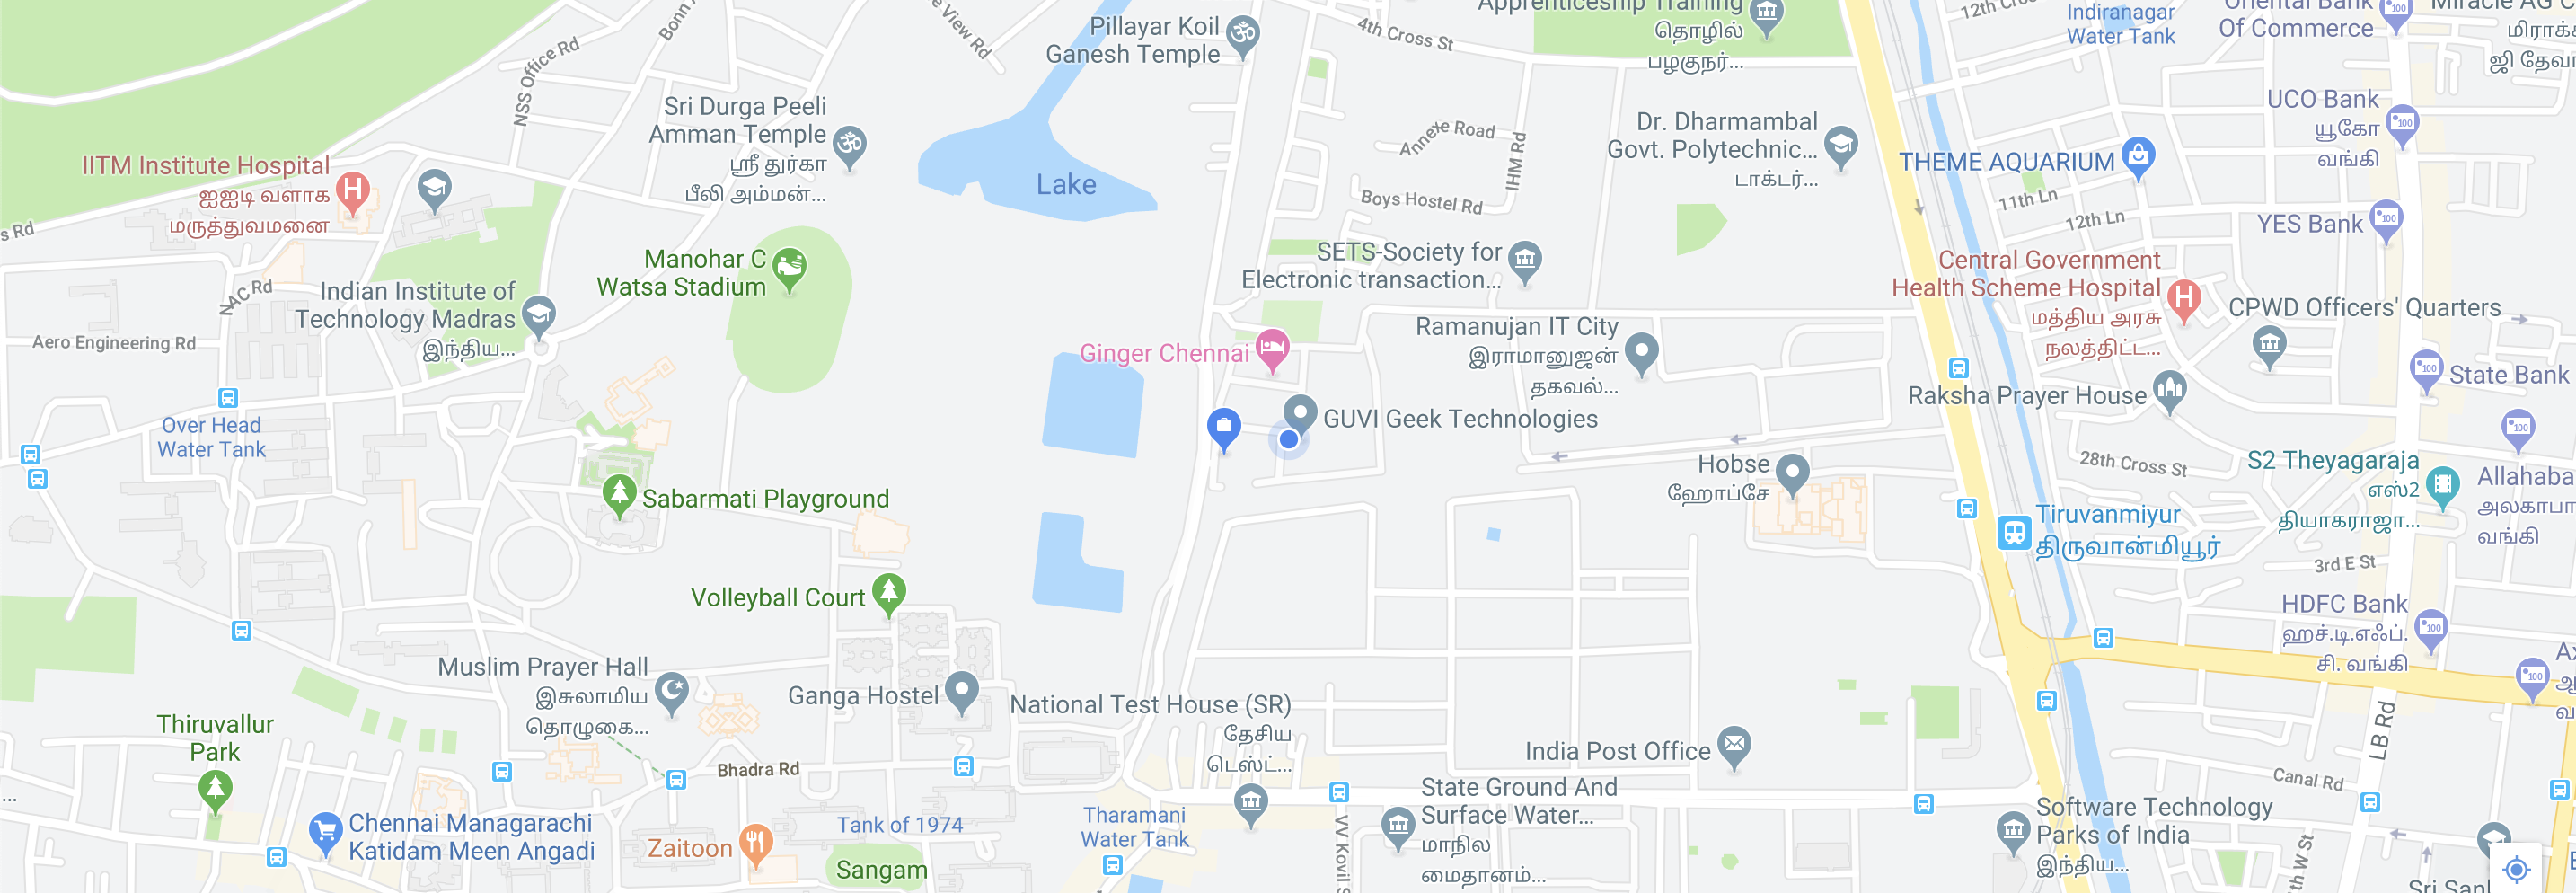 Pillayar Koil
Ganesh Temple
4th Cross St
Apprenticeship Training
தொழில்
பழகுநர்...
Indiranagar
Water Tank
Oriental Bank
Of Commerce
Miracle AG
மிராக்
ஜி தேவ
NSS Office Rd
View Rd
Sri Durga Peeli
Amman Temple
ஸ்ரீ துர்கா
பீலி அம்மன்...
Lake
Annexe Road
IHM Rd
Boys Hostel Rd
Dr. Dharmambal
Govt. Polytechnic...
டாக்டர்...
THEME AQUARIUM
UCO Bank
யூகோ
வங்கி
11th Ln
12th Ln
YES Bank
IITM Institute Hospital
ஐஐடி வளாக
மருத்துவமனை
s Rd
Manohar C
Watsa Stadium
SETS-Society for
Electronic transaction...
Central Government
Health Scheme Hospital
மத்திய அரசு
நலத்திட்ட...
CPWD Officers' Quarters
NAC Rd
Indian Institute of
Technology Madras
இந்திய...
Aero Engineering Rd
Ginger Chennai
Ramanujan IT City
இராமானுஜன்
தகவல்...
Raksha Prayer House
State Bank
GUVI Geek Technologies
Over Head
Water Tank
Hobse
ஹோப்சே
28th Cross St
S2 Theyagaraja
எஸ்2
தியாகராஜா...
Allahaba
அலகாபா
வங்கி
Sabarmati Playground
Tiruvanmiyur
திருவான்மியூர்
3rd E St
Volleyball Court
HDFC Bank
ஹச்.டி.எஃப்.
சி. வங்கி
Muslim Prayer Hall
இசுலாமிய
தொழுகை...
Ganga Hostel
National Test House (SR)
தேசிய
டெஸ்ட்...
Thiruvallur
Park
India Post Office
LB Rd
Bhadra Rd
Canal Rd
State Ground And
Surface Water...
மாநில
மைதானம்...
Software Technology
Parks of India
இந்திய...
Chennai Managarachi
Katidam Meen Angadi
Zaitoon
Tank of 1974
Sangam
Tharamani
Water Tank
VV Kovil S